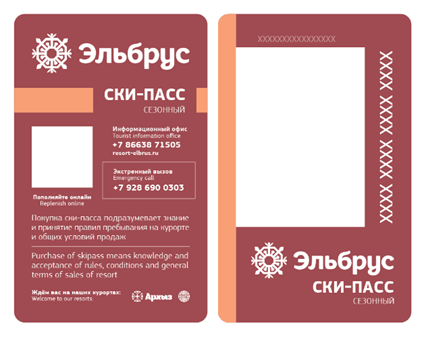 Эльбрус
СКИ-ПАСС
СЕЗОННЫЙ
Информационный офис
Tourist information office
+7 86638 71505
resort-elbrus.ru
Экстренный вызов
Emergency call
+7 928 690 0303
Пополняйте онлайн
Replenish online
Покупка ски-пасса подразумевает знание
и принятие правил пребывания на курорте
и общих условий продаж
Purchase of skipass means knowledge and
acceptance of rules, conditions and general
terms of sales of resort
Ждём вас на наших курортах:
Welcome to our resorts
Архыз
XXXXXXXXXXXXXXXX
XXXX XXXX XXXX XXXX
Эльбрус
СКИ-ПАСС
СЕЗОННЫЙ